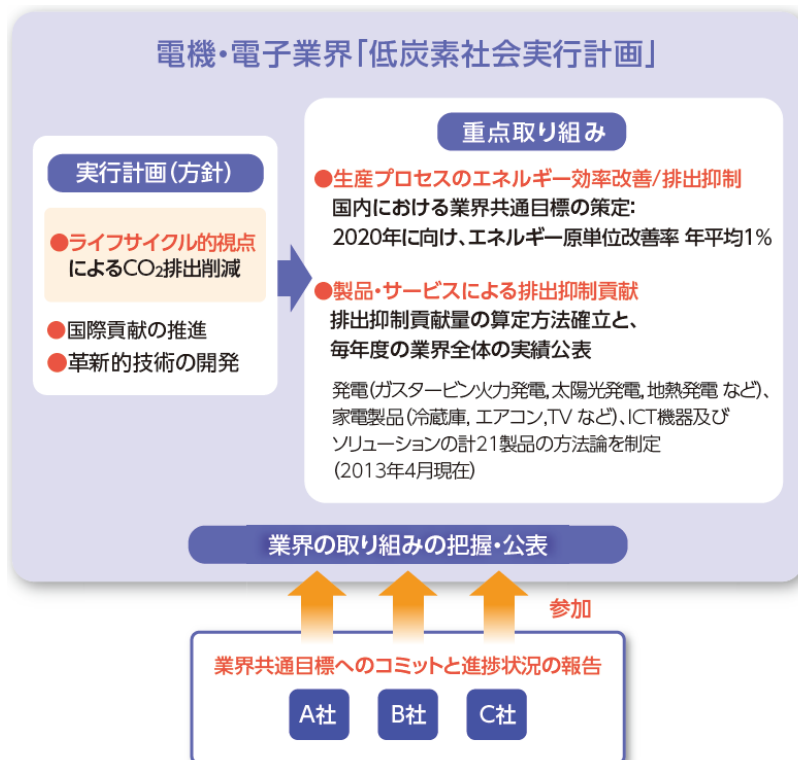 電機・電子業界「低炭素社会実行計画」
実行計画(方針)
●ライフサイクル的視点
によるCO₂排出削減
●国際貢献の推進
●革新的技術の開発
重点取り組み
●生産プロセスのエネルギー効率改善/排出抑制
国内における業界共通目標の策定:
2020年に向け、エネルギー原単位改善率 年平均1%
●製品・サービスによる排出抑制貢献
排出抑制貢献量の算定方法確立と、
毎年度の業界全体の実績公表
発電(ガスタービン火力発電,太陽光発電,地熱発電 など)、
家電製品(冷蔵庫, エアコン,TV など)、ICT機器及び
ソリューションの計21製品の方法論を制定
(2013年4月現在)
業界の取り組みの把握・公表
参加
業界共通目標へのコミットと進捗状況の報告
A社 B社 C社